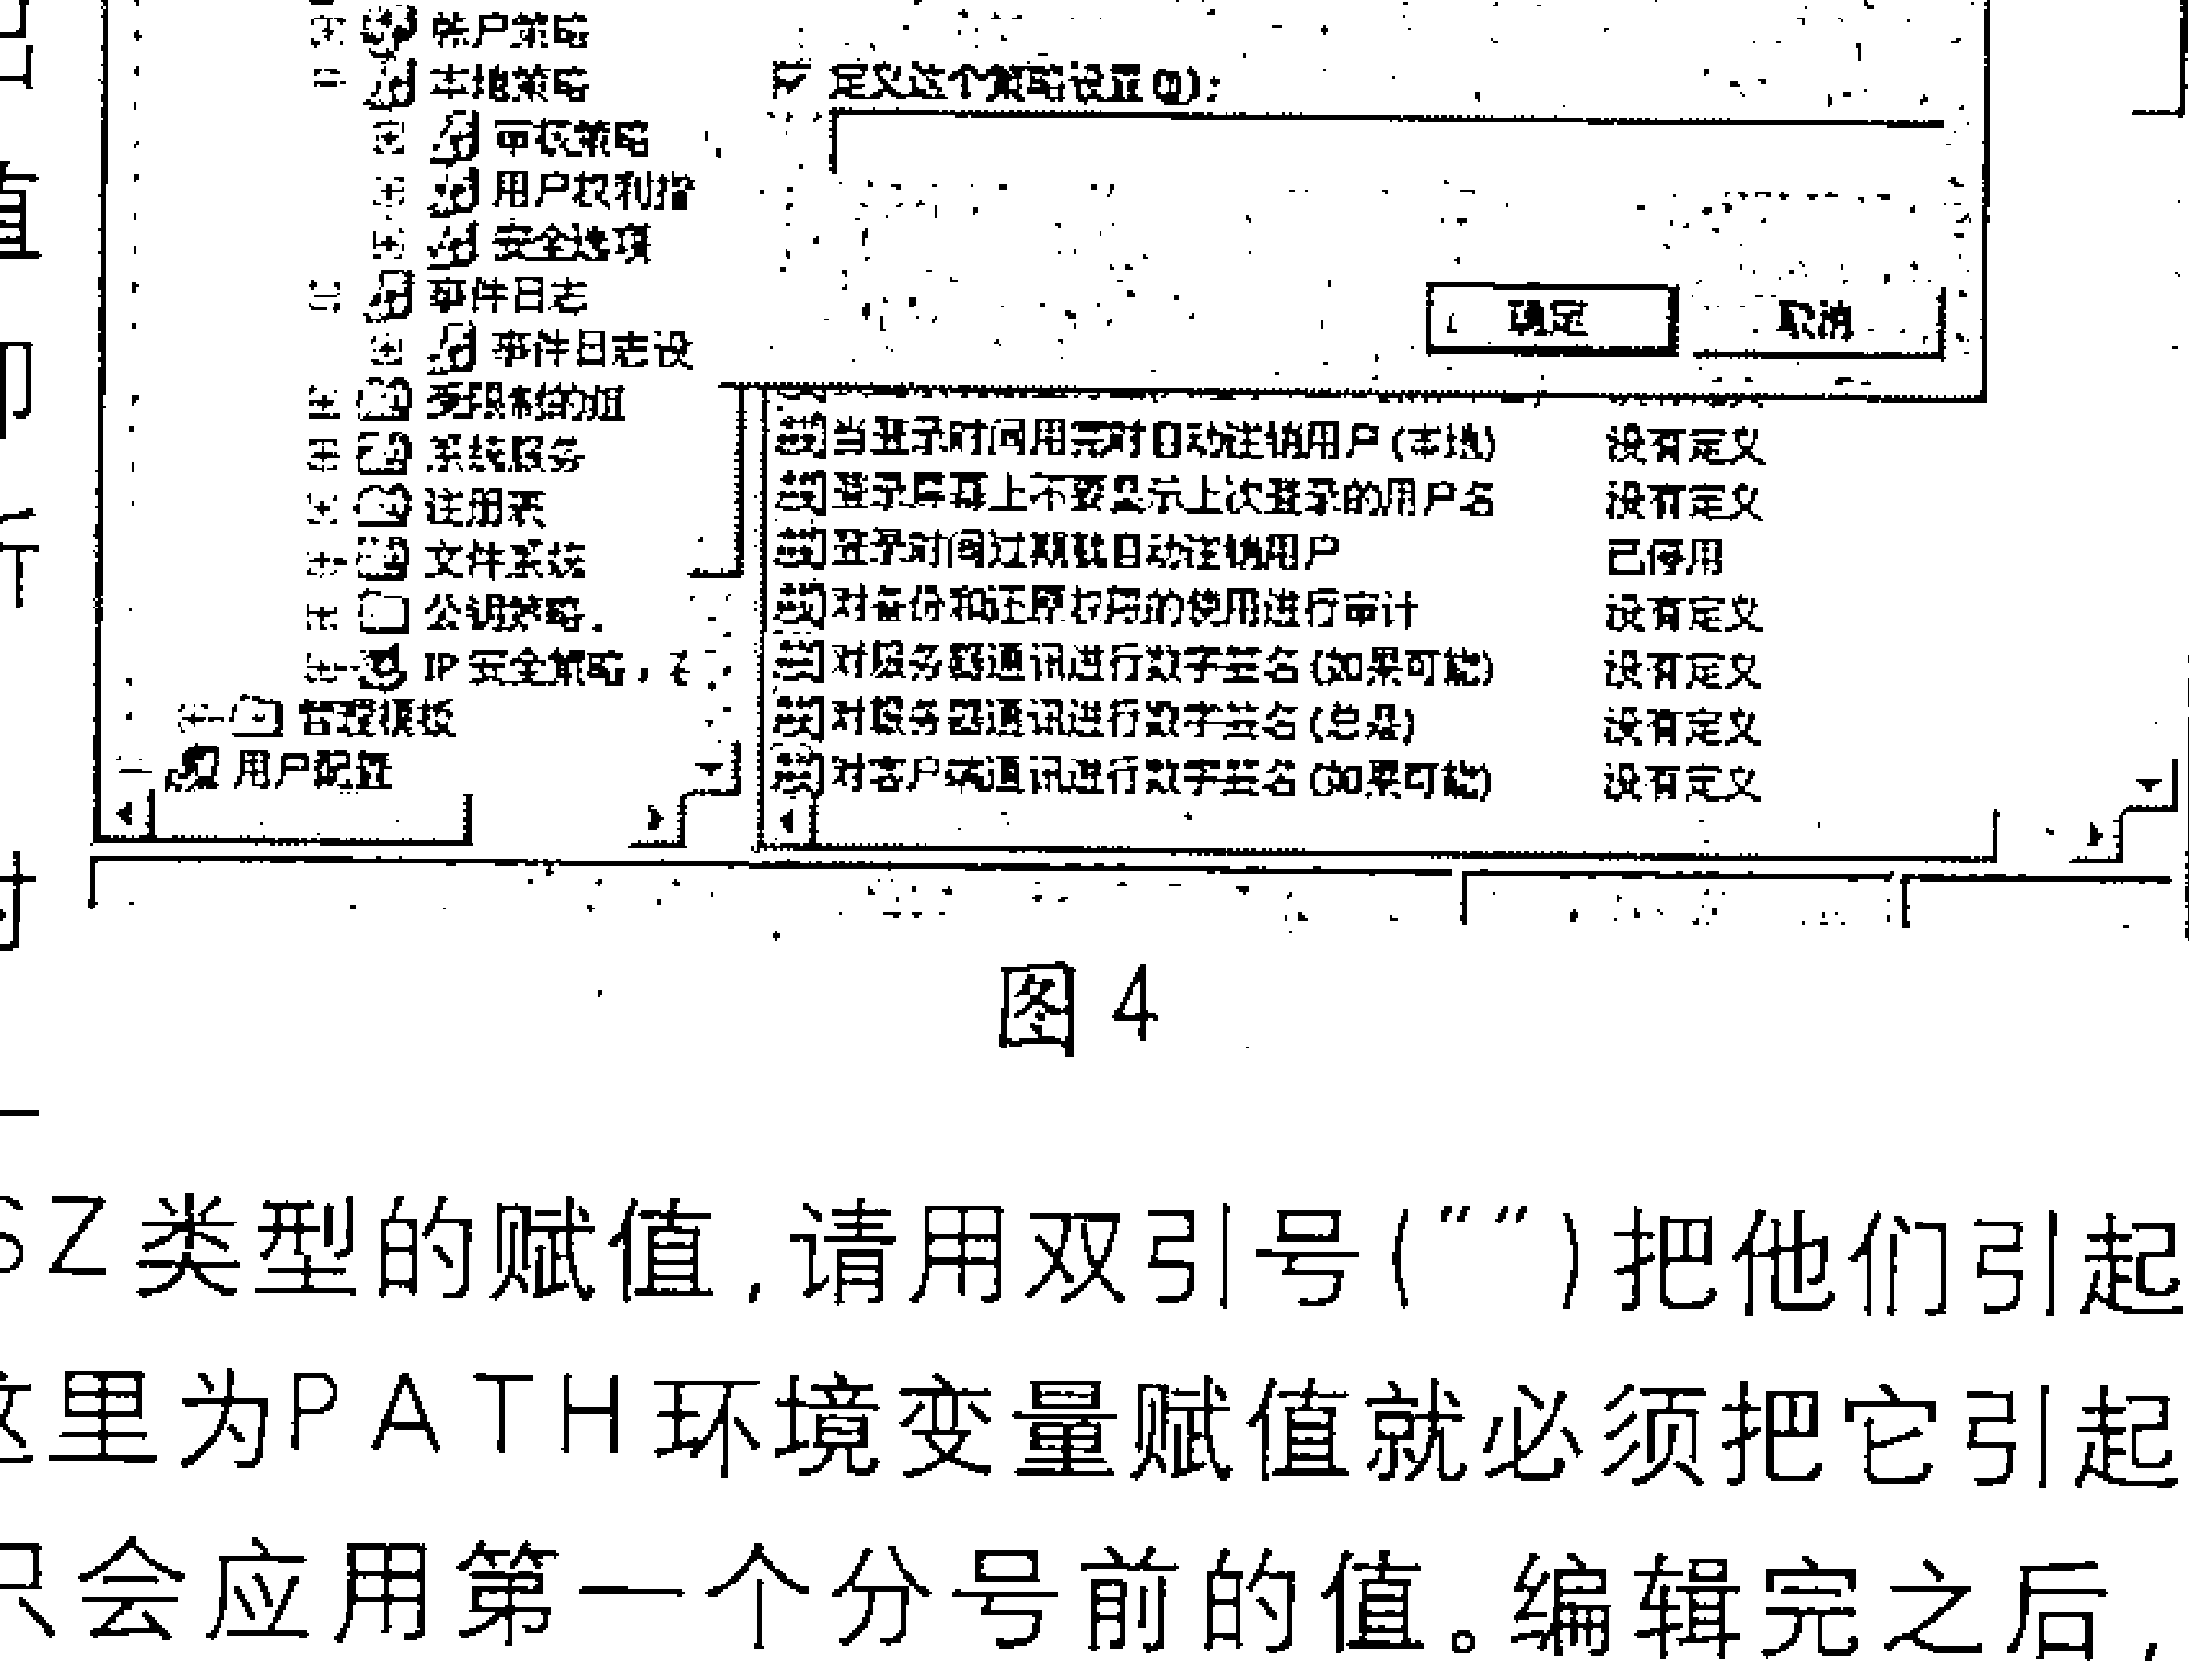 帐户策略
本地策略
审核策略
用户权利指
安全选项
事件日志
事件日志设
受限制的组
系统服务
注册表
文件系统
公钥策略
IP 安全策略，在
管理模板
用户配置
定义这个策略设置(D):
确定
取消
当登录时间用完时自动注销用户(本地) 没有定义
登录屏幕上不要显示上次登录的用户名 没有定义
登录时间过期就自动注销用户 已停用
对备份和还原权限的使用进行审计 没有定义
对服务器通讯进行数字签名(如果可能) 没有定义
对服务器通讯进行数字签名(总是) 没有定义
对客户端通讯进行数字签名(如果可能) 没有定义
图 4
SZ类型的赋值,请用双引号("")把他们引起
这里为PATH环境变量赋值就必须把它引起
只会应用第一个分号前的值。编辑完之后,